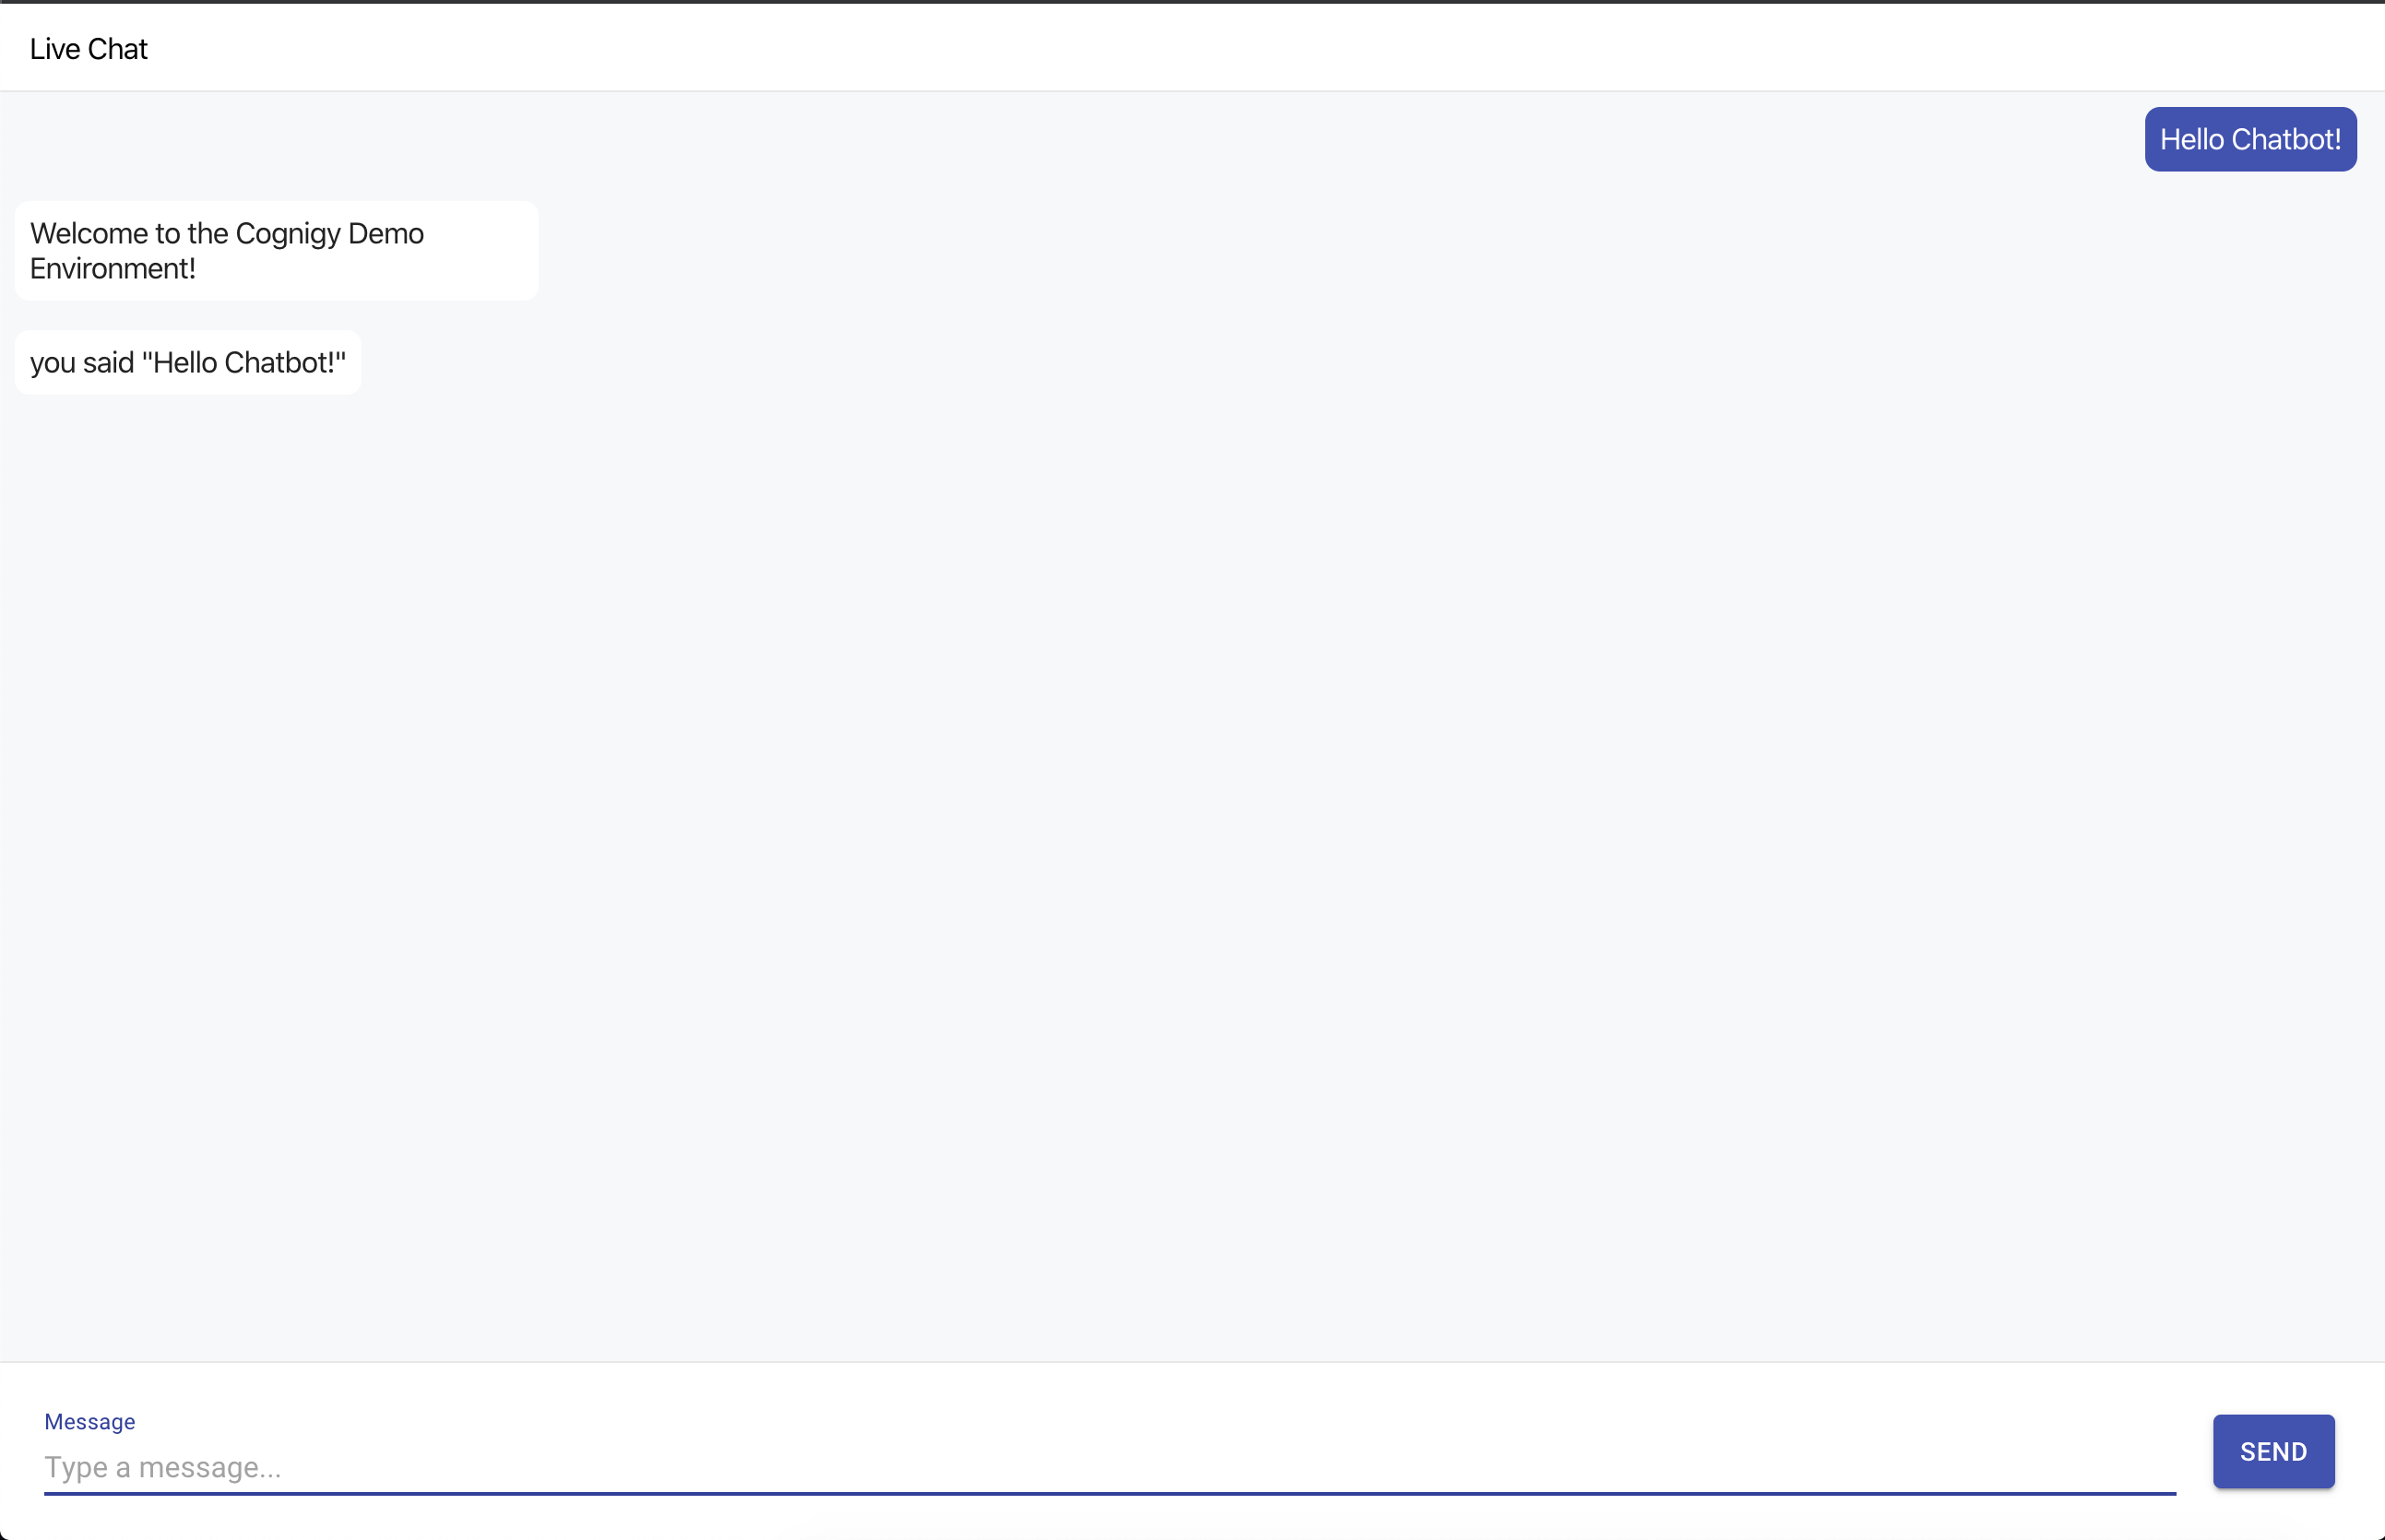 Live Chat
Hello Chatbot!
Welcome to the Cognigy Demo
Environment!
you said "Hello Chatbot!"
Message
Type a message...
SEND